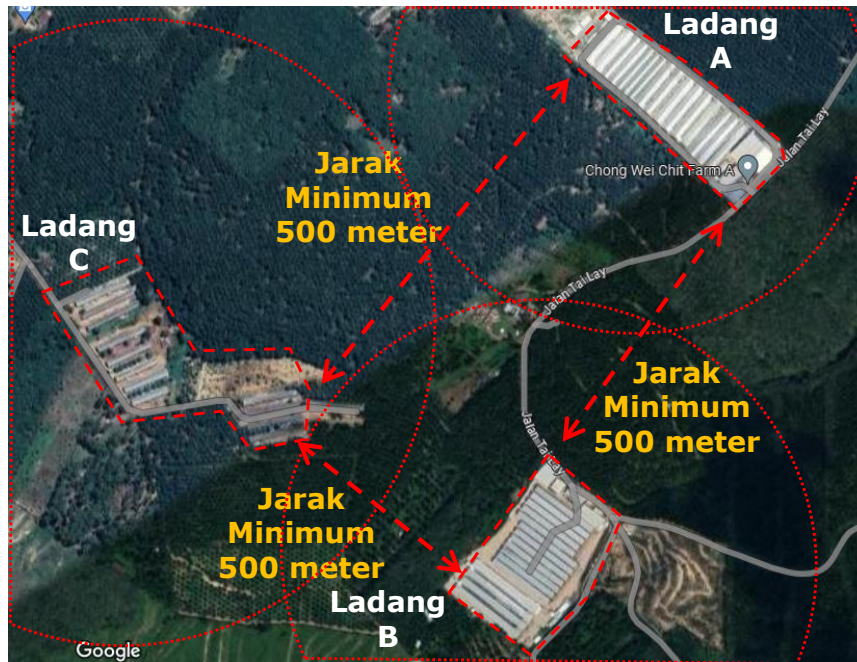 Ladang
A
Jarak
Minimum
500 meter
Chong Wei Chit Farm A
Jalan Tai Lay
Ladang
C
Jalan Tai Lay
Jarak
Minimum
500 meter
Jalan Tai Lay
Jarak
Minimum
500 meter
Ladang
B
Google